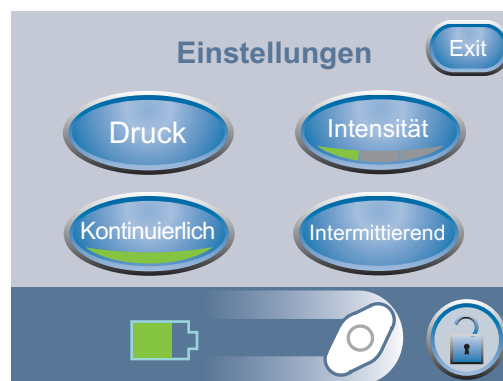 Einstellungen
Exit
Druck
Intensität
Kontinuierlich
Intermittierend